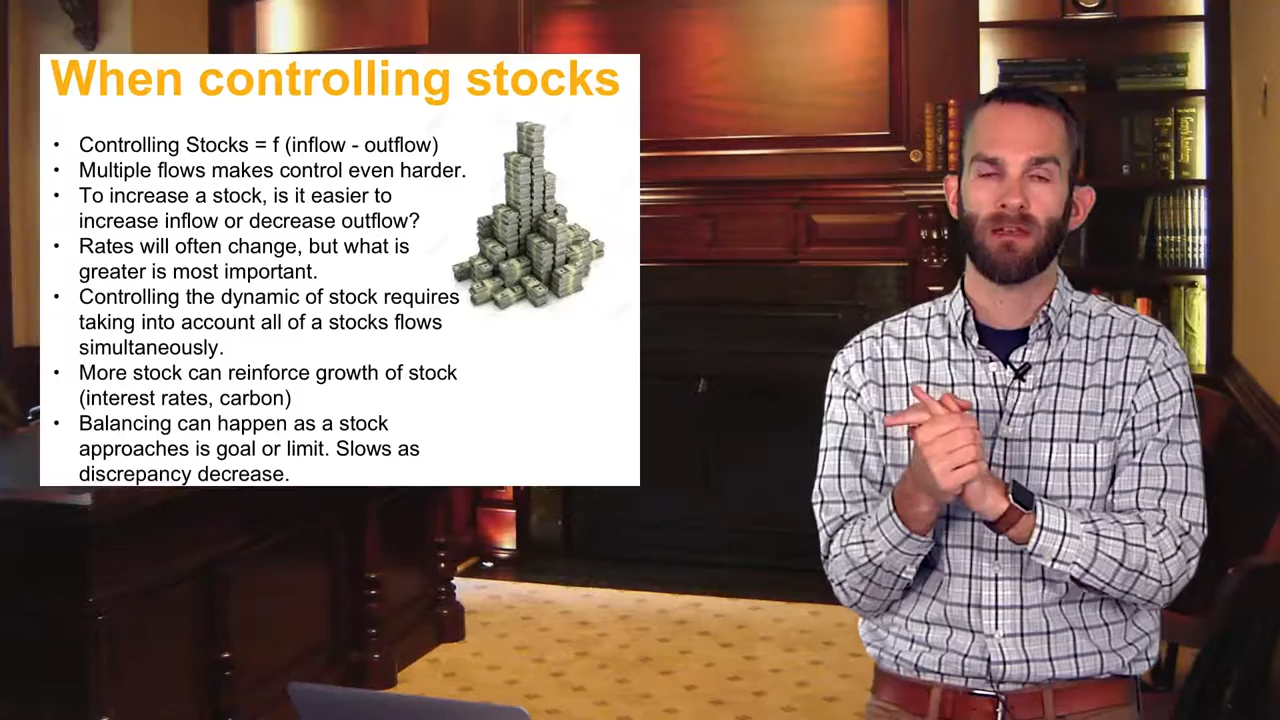 When controlling stocks
• Controlling Stocks = f (inflow - outflow)
• Multiple flows makes control even harder.
• To increase a stock, is it easier to
increase inflow or decrease outflow?
• Rates will often change, but what is
greater is most important.
• Controlling the dynamic of stock requires
taking into account all of a stocks flows
simultaneously.
• More stock can reinforce growth of stock
(interest rates, carbon)
• Balancing can happen as a stock
approaches is goal or limit. Slows as
discrepancy decrease.